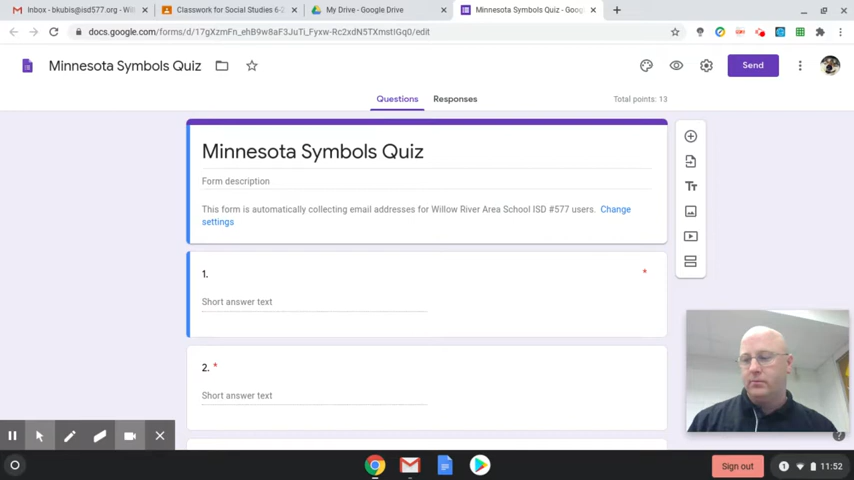 Inbox - bkubis@isd577.org - Wil
Classwork for Social Studies 6-2
My Drive - Google Drive
Minnesota Symbols Quiz - Goog
docs.google.com/forms/d/17gXzmFn_ehB9w8aF3JuTi_Fyxw-Rc2xdN5TXmstIGq0/edit
Minnesota Symbols Quiz
Send
Questions
Responses
Total points: 13
Minnesota Symbols Quiz
Form description
This form is automatically collecting email addresses for Willow River Area School ISD #577 users. Change
settings
1.
*
Short answer text
2. *
Short answer text
Sign out
1
11:52